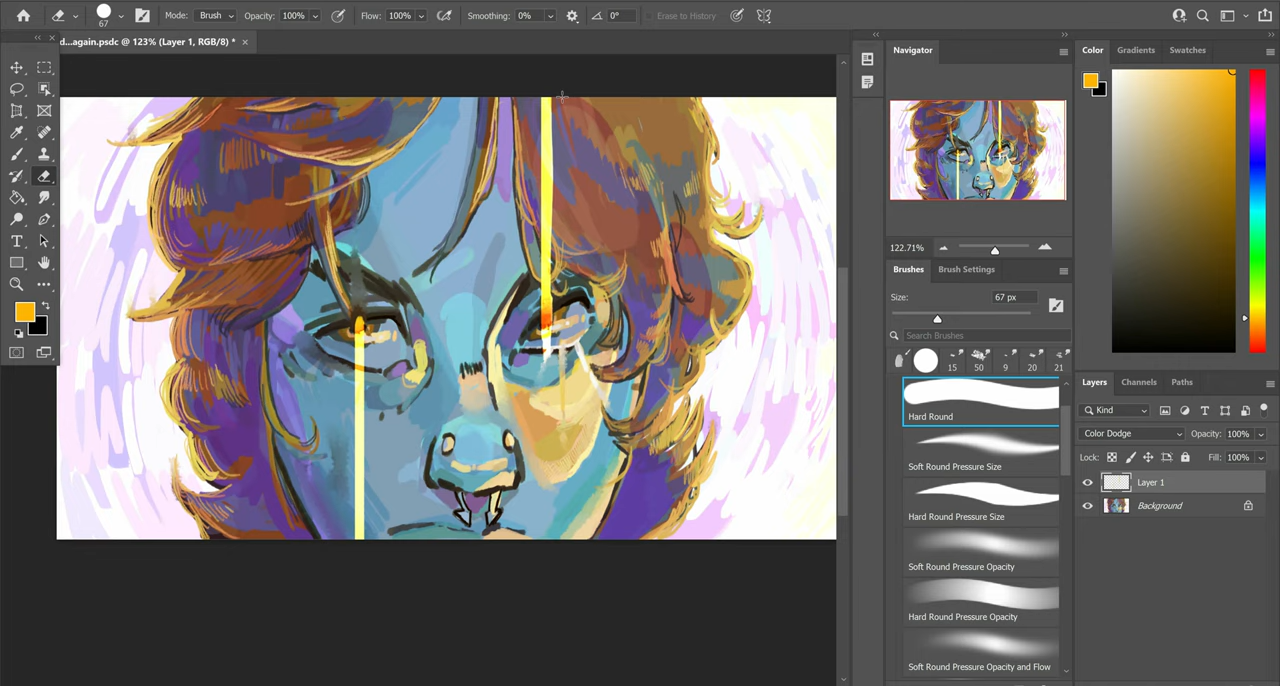 67
Mode: Brush
Opacity: 100%
Flow: 100%
Smoothing: 0%
0°
Erase to History
d...again.psdc @ 123% (Layer 1, RGB/8) *
Navigator
122.71%
Brushes
Brush Settings
Size:
67 px
Search Brushes
15
50
9
20
21
Hard Round
Soft Round Pressure Size
Hard Round Pressure Size
Soft Round Pressure Opacity
Hard Round Pressure Opacity
Soft Round Pressure Opacity and Flow
Color
Gradients
Swatches
Layers
Channels
Paths
Kind
Color Dodge
Opacity: 100%
Lock:
Fill: 100%
Layer 1
Background